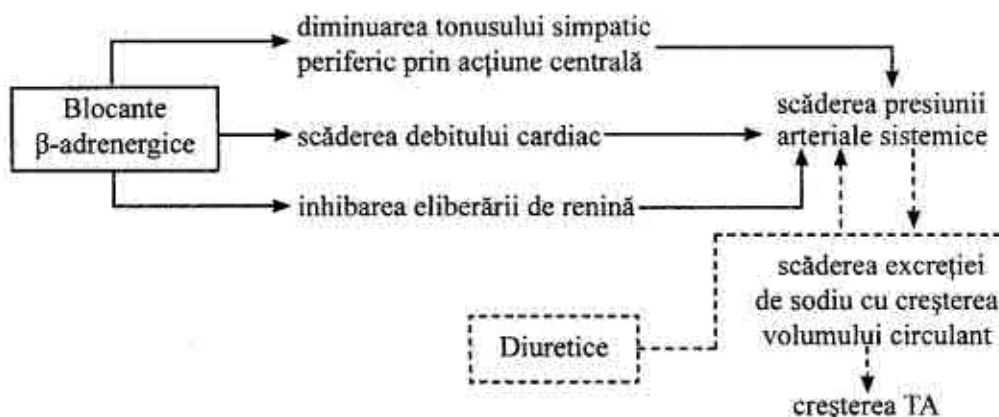 diminuarea tonusului simpatic
periferic prin acțiune centrală
Blocante
β-adrenergice
scăderea debitului cardiac
scăderea presiunii
arteriale sistemice
inhibarea eliberării de renină
scăderea excreției
de sodiu cu creșterea
volumului circulant
Diuretice
creșterea TA